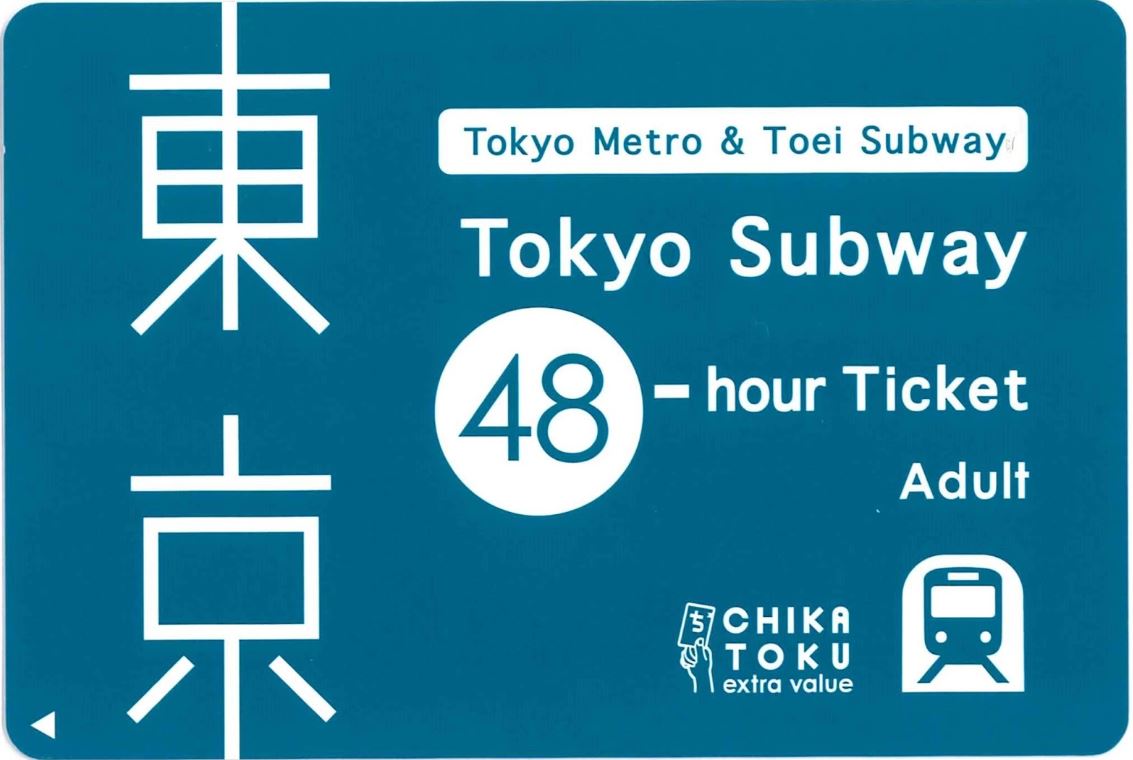 東京
Tokyo Metro & Toei Subway
Tokyo Subway
48-hour Ticket
Adult
ち
CHIKA
TOKU
extra value